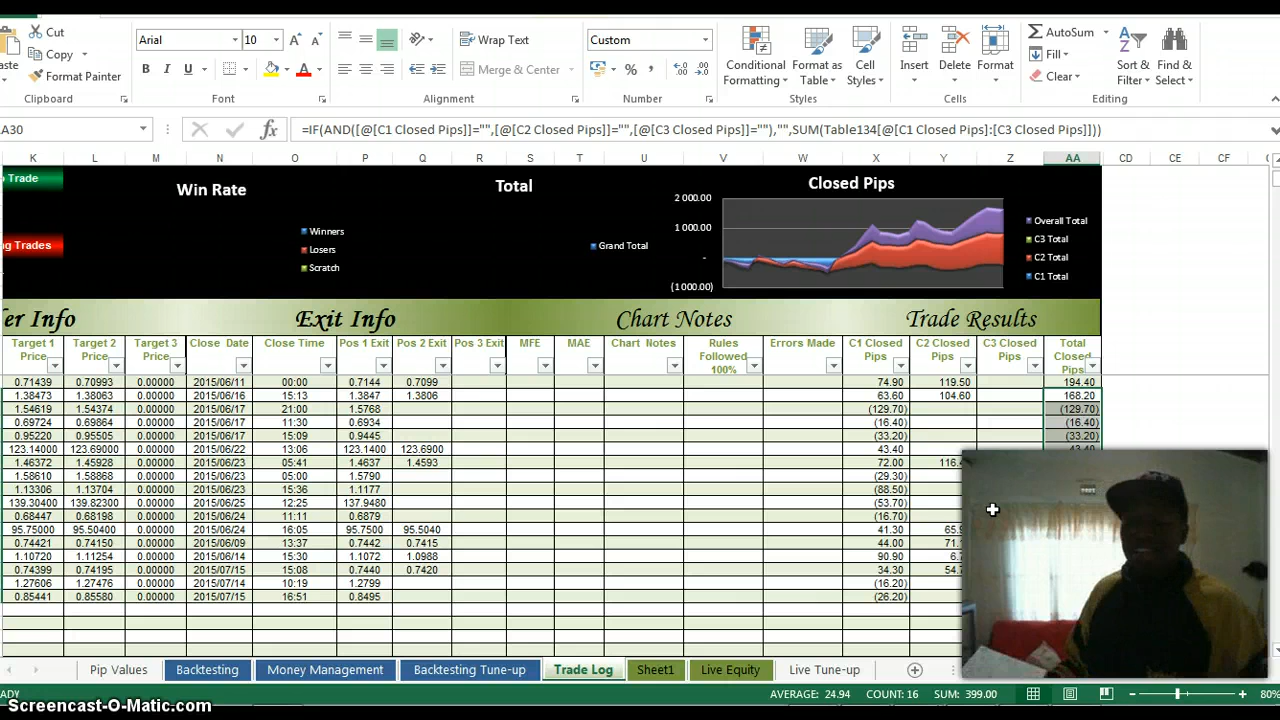 Cut
Arial 10 Wrap Text Custom AutoSum
Copy Fill
Format Painter B I U Merge & Center % Conditional Formatting Format as Table Cell Styles Insert Delete Format Clear Sort & Filter Find & Select
Clipboard Font Alignment Number Styles Cells Editing
A30 fx =IF(AND([@[C1 Closed Pips]]="",[@[C2 Closed Pips]]="",[@[C3 Closed Pips]]=""),"",SUM(Table134[@[C1 Closed Pips]:[C3 Closed Pips]]))
K L M N O P Q R S T U V W X Y Z AA CD CE CF
Trade
Win Rate
Winners
Losers
Scratch
ng Trades
Total
Grand Total
Closed Pips
2 000.00
1 000.00
-
(1 000.00)
Overall Total
C3 Total
C2 Total
C1 Total
er Info Exit Info Chart Notes Trade Results
Target 1 Price Target 2 Price Target 3 Price Close Date Close Time Pos 1 Exit Pos 2 Exit Pos 3 Exit MFE MAE Chart Notes Rules Followed 100% Errors Made C1 Closed Pips C2 Closed Pips C3 Closed Pips Total Closed Pips
0.71439 0.70993 0.00000 2015/06/11 00:00 0.7144 0.7099 74.90 119.50 194.40
1.38473 1.38063 0.00000 2015/06/16 15:13 1.3847 1.3806 63.60 104.60 168.20
1.54619 1.54374 0.00000 2015/06/17 21:00 1.5768 (129.70) (129.70)
0.69724 0.69864 0.00000 2015/06/17 11:30 0.6934 (16.40) (16.40)
0.95220 0.95505 0.00000 2015/06/17 15:09 0.9445 (33.20) (33.20)
123.14000 123.69000 0.00000 2015/06/22 13:06 123.1400 123.6900 43.40
1.46372 1.45928 0.00000 2015/06/23 05:41 1.4637 1.4593 72.00
1.58610 1.58868 0.00000 2015/06/23 05:00 1.5790 (29.30)
1.13306 1.13704 0.00000 2015/06/23 15:36 1.1177 (88.50)
139.30400 139.82300 0.00000 2015/06/25 12:25 137.9480 (53.70)
0.68447 0.68198 0.00000 2015/06/24 11:11 0.6879 (16.70)
95.75000 95.50400 0.00000 2015/06/24 16:05 95.7500 95.5040 41.30
0.74421 0.74150 0.00000 2015/06/09 13:37 0.7442 0.7415 44.00
1.10720 1.11254 0.00000 2015/07/14 15:30 1.1072 1.0988 90.90
0.74399 0.74195 0.00000 2015/07/15 15:08 0.7440 0.7420 34.30
1.27606 1.27476 0.00000 2015/07/14 10:19 1.2799 (16.20)
0.85441 0.85580 0.00000 2015/07/15 16:51 0.8495 (26.20)
Pip Values Backtesting Money Management Backtesting Tune-up Trade Log Sheet1 Live Equity Live Tune-up
ADY AVERAGE: 24.94 COUNT: 16 SUM: 399.00 80%
Screencast-O-Matic.com